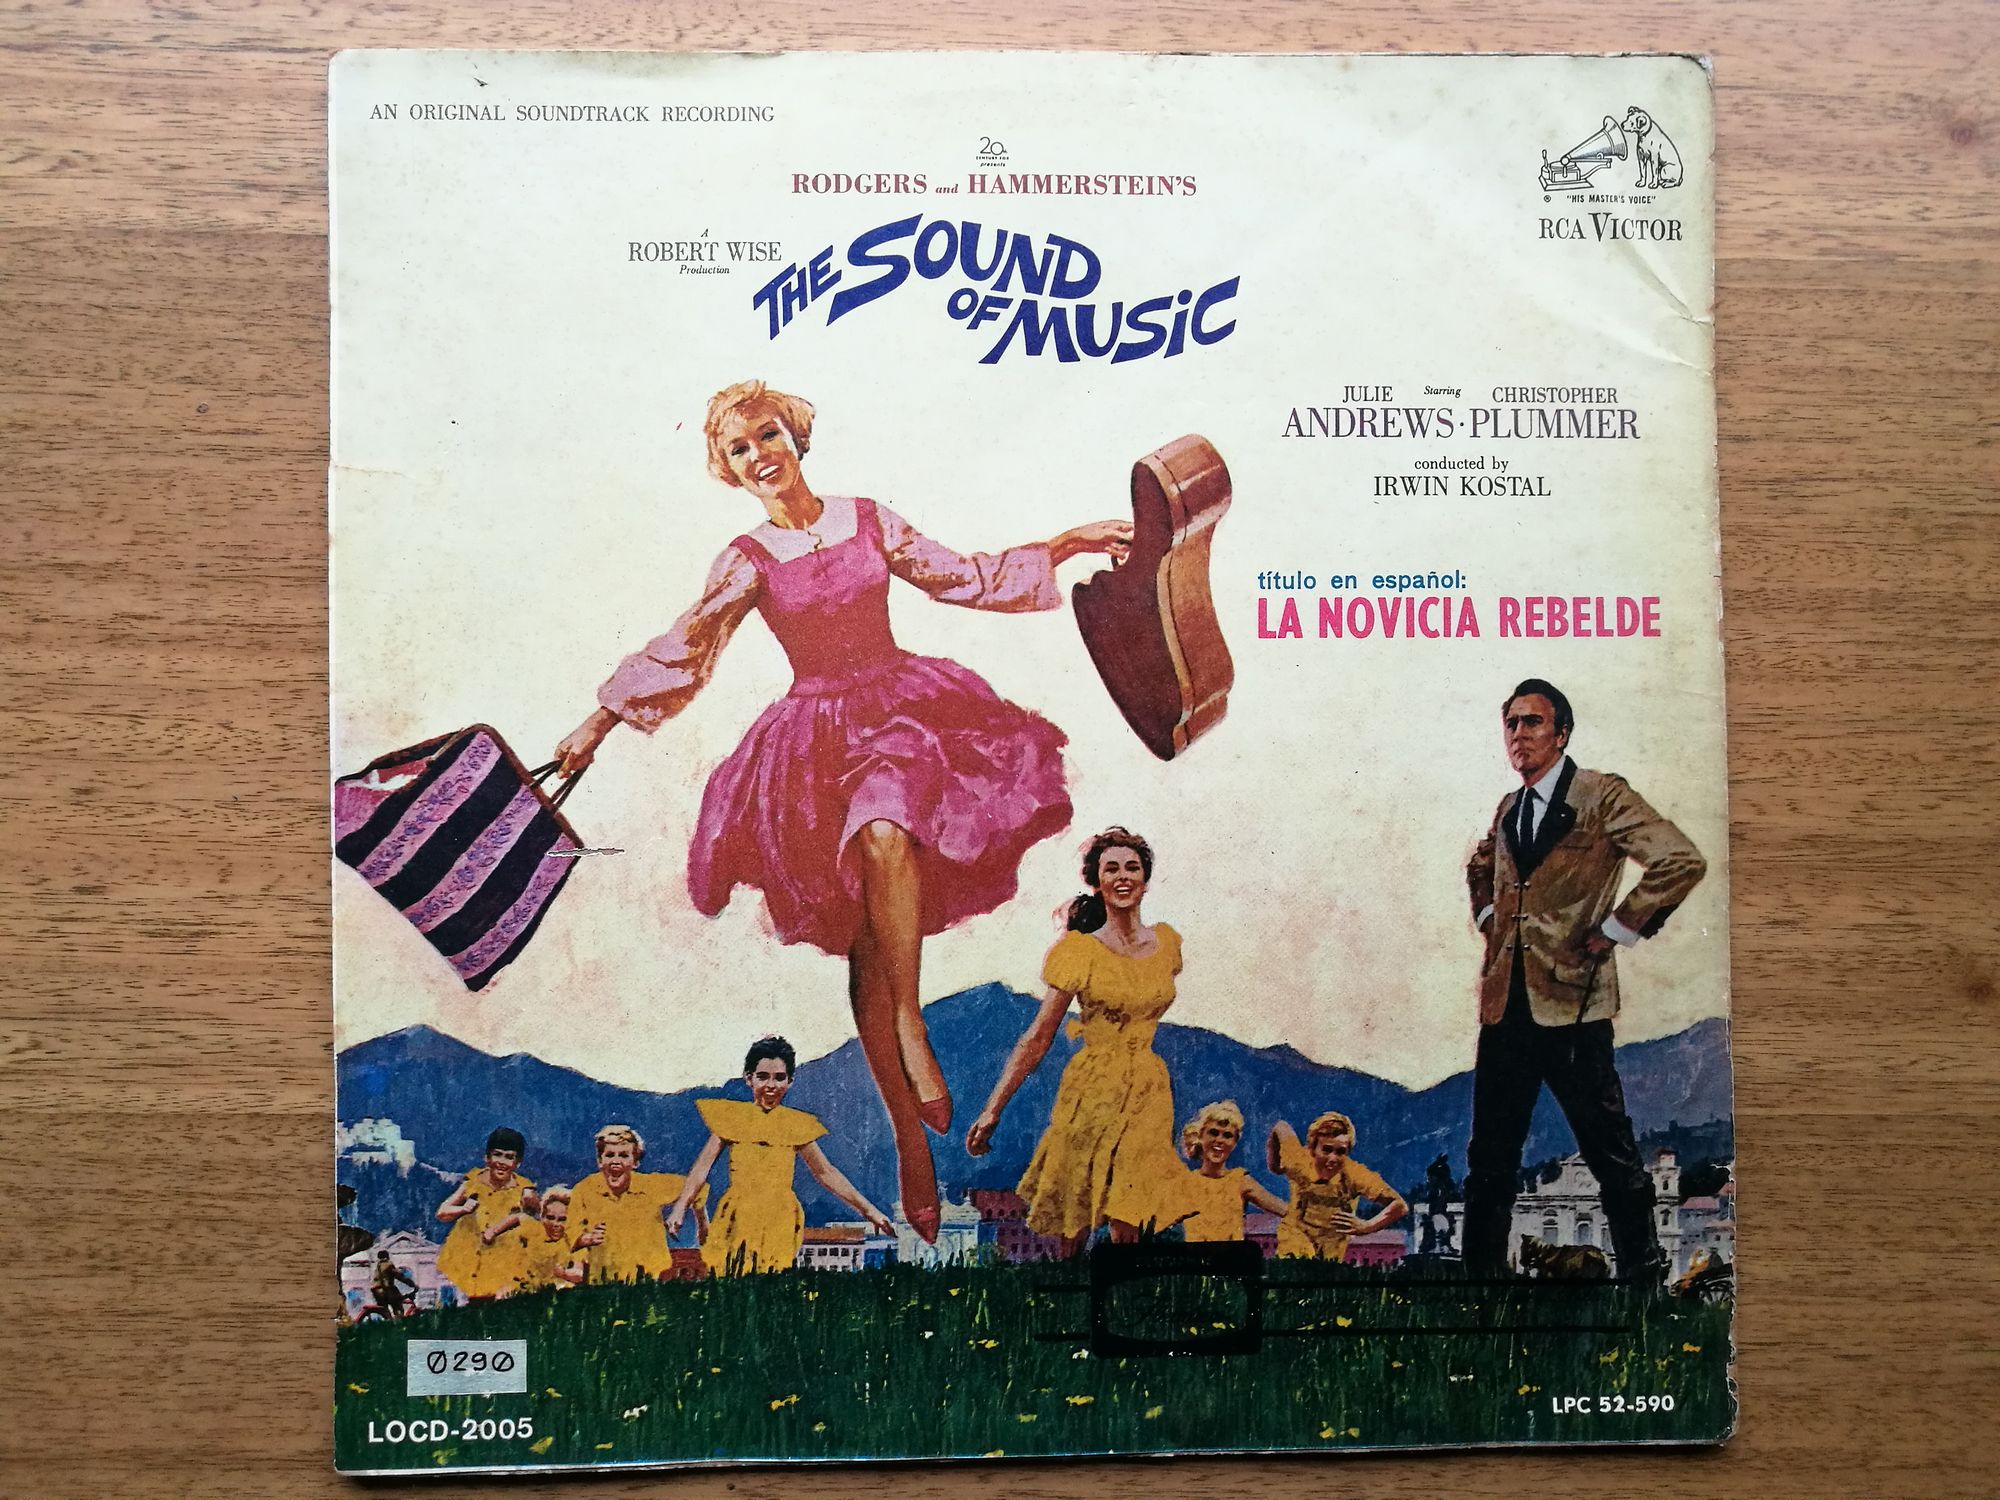 AN ORIGINAL SOUNDTRACK RECORDING
20th
CENTURY FOX
presents
RODGERS and HAMMERSTEIN'S
A
ROBERT WISE
Production
THE SOUND
OF MUSIC
® "HIS MASTER'S VOICE"
RCA VICTOR
JULIE Starring CHRISTOPHER
ANDREWS · PLUMMER
conducted by
IRWIN KOSTAL
título en español:
LA NOVICIA REBELDE
0290
LOCD-2005
LPC 52-590